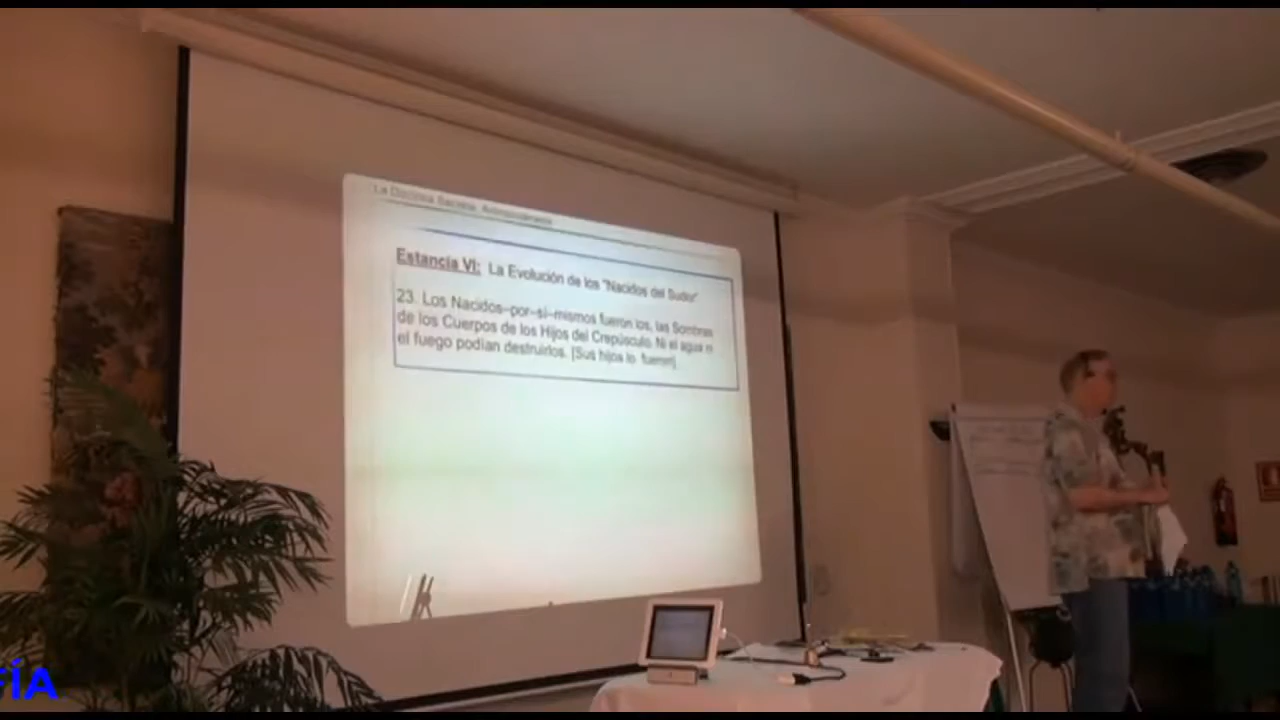 La Doctrina Secreta. Antropogénesis
Estancia VI: La Evolución de los "Nacidos del Sudor"
23. Los Nacidos-por-sí-mismos fueron los, las Sombras
de los Cuerpos de los Hijos del Crepúsculo. Ni el agua n
el fuego podían destruirlos. [Sus hijos lo fueron]
FÍA